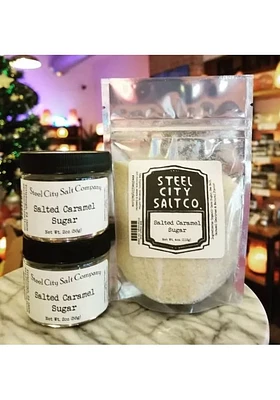 Steel City Salt Company
Salted Caramel
Sugar
Net Wt. 2oz (56g)
Steel City Salt Company
Salted Caramel
Sugar
Net Wt. 2oz (56g)
STEEL
CITY
SALT CO.
Salted Caramel
Sugar
Net Wt. 4oz (112g)